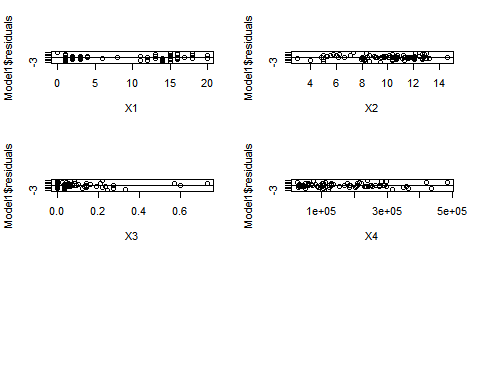 Model1$residuals
-3
0 5 10 15 20
X1
Model1$residuals
-3
4 6 8 10 12 14
X2
Model1$residuals
-3
0.0 0.2 0.4 0.6
X3
Model1$residuals
-3
1e+05 3e+05 5e+05
X4